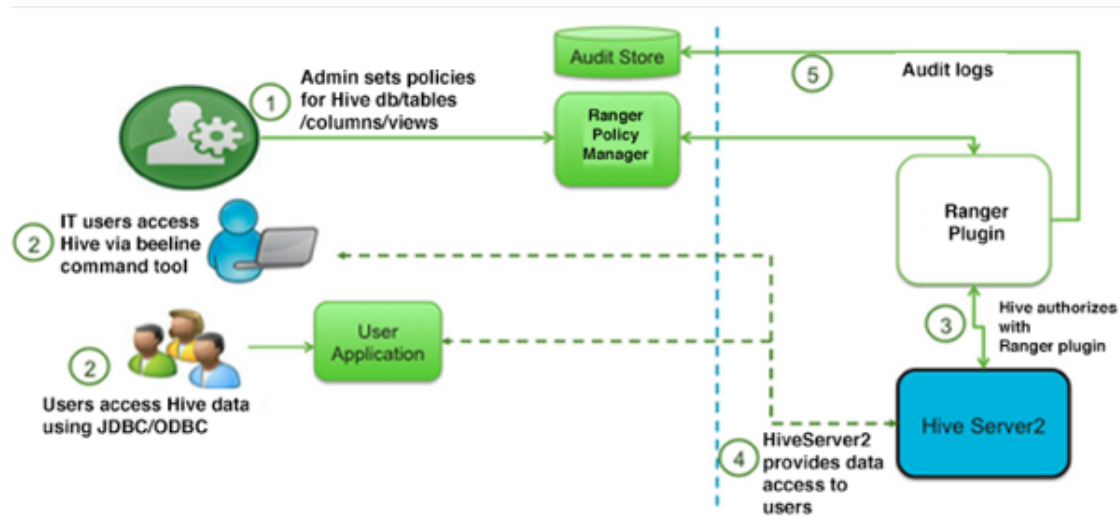 1
Admin sets policies
for Hive db/tables
/columns/views
Audit Store
5
Audit logs
Ranger
Policy
Manager
Ranger
Plugin
2
IT users access
Hive via beeline
command tool
User
Application
3
Hive authorizes
with
Ranger plugin
2
Users access Hive data
using JDBC/ODBC
4
HiveServer2
provides data
access to
users
Hive Server2